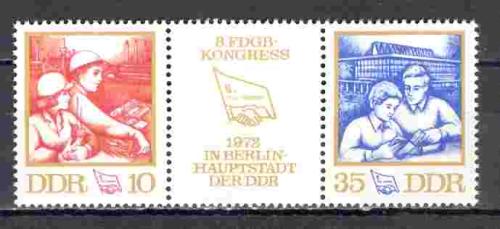 DDR 10
8. FDGB-
KONGRESS
1972
IN BERLIN-
HAUPTSTADT
DER DDR
35 DDR